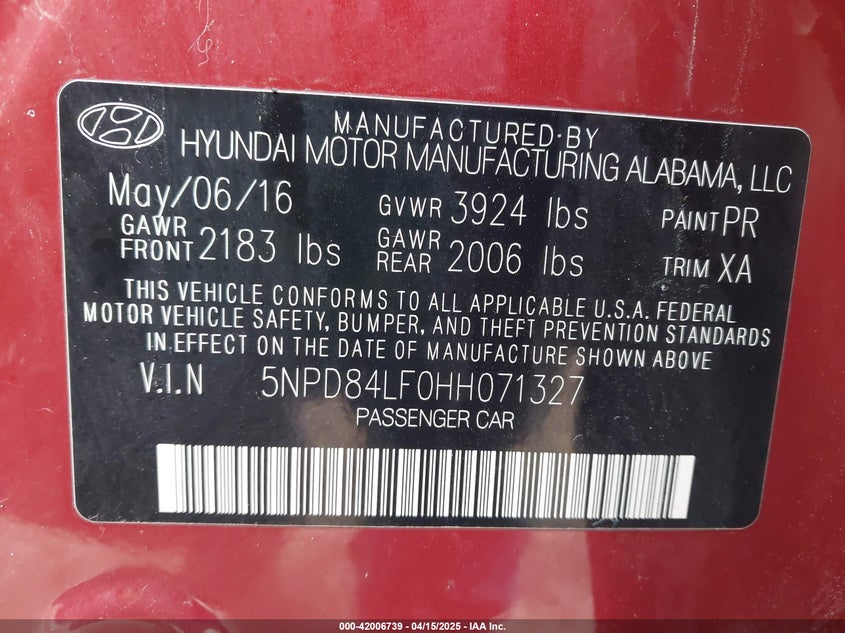 MANUFACTURED BY
HYUNDAI MOTOR MANUFACTURING ALABAMA, LLC
May/06/16 GVWR 3924 lbs PAINT PR
GAWR FRONT 2183 lbs GAWR REAR 2006 lbs TRIM XA
THIS VEHICLE CONFORMS TO ALL APPLICABLE U.S.A. FEDERAL
MOTOR VEHICLE SAFETY, BUMPER, AND THEFT PREVENTION STANDARDS
IN EFFECT ON THE DATE OF MANUFACTURE SHOWN ABOVE
V.I.N 5NPD84LF0HH071327
PASSENGER CAR
000-42006739 - 04/15/2025 - IAA Inc.